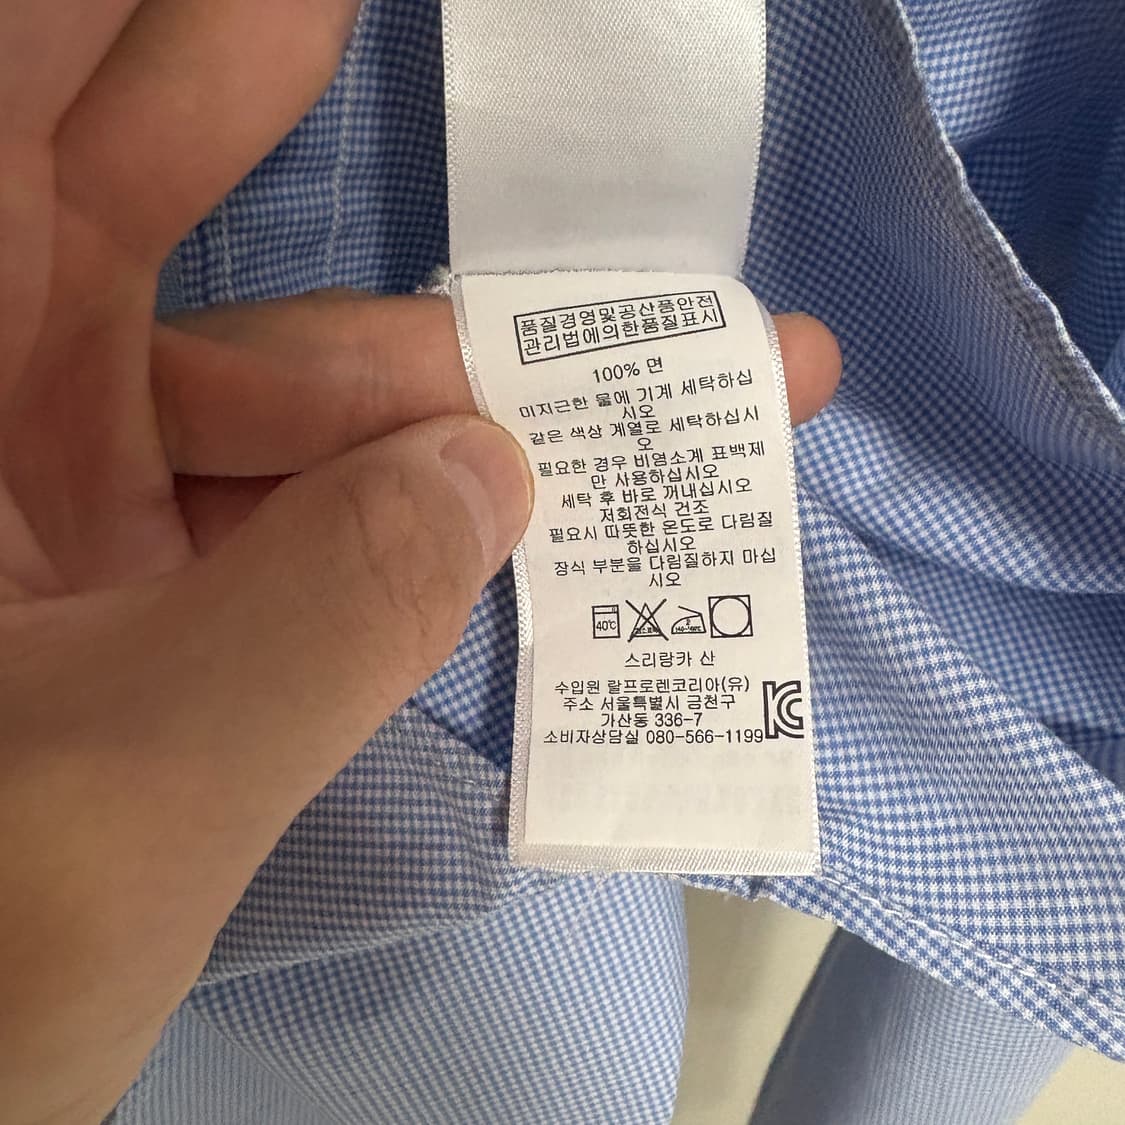 품질경영및공산품안전
관리법에의한품질표시
100% 면
미지근한 물에 기계 세탁하십
시오
같은 색상 계열로 세탁하십시
오
필요한 경우 비염소계 표백제
만 사용하십시오
세탁 후 바로 꺼내십시오
저회전식 건조
필요시 따뜻한 온도로 다림질
하십시오
장식 부분을 다림질하지 마십
시오
40℃
스리랑카 산
수입원 랄프로렌코리아(유)
주소 서울특별시 금천구
가산동 336-7
소비자상담실 080-566-1199